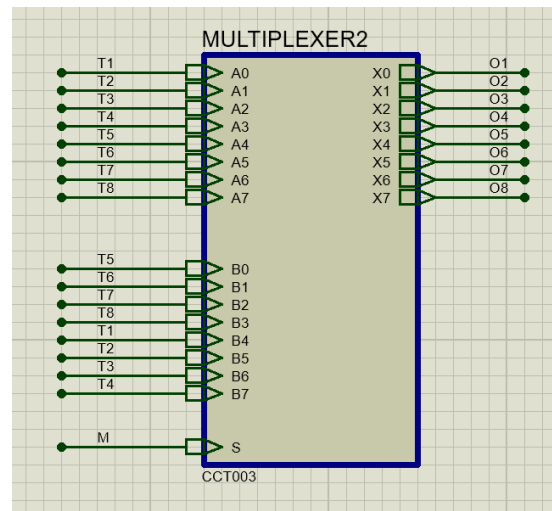 MULTIPLEXER2
T1 A0 X0 O1
T2 A1 X1 O2
T3 A2 X2 O3
T4 A3 X3 O4
T5 A4 X4 O5
T6 A5 X5 O6
T7 A6 X6 O7
T8 A7 X7 O8
T5 B0
T6 B1
T7 B2
T8 B3
T1 B4
T2 B5
T3 B6
T4 B7
M S
CCT003